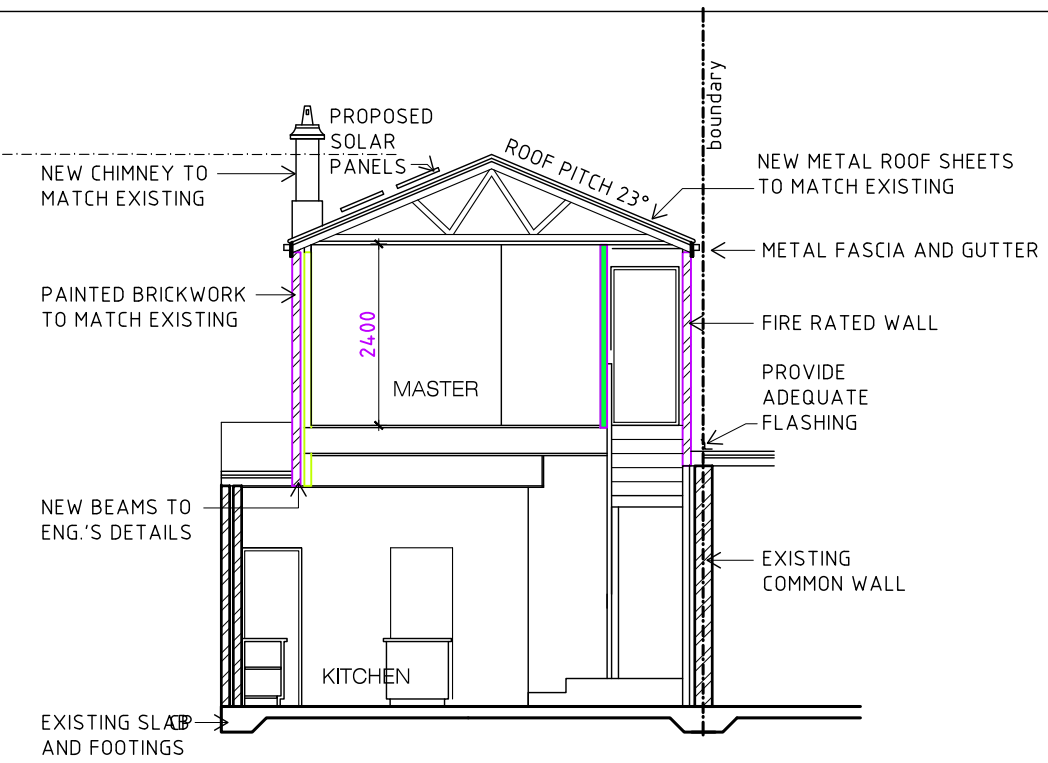 boundary
PROPOSED
SOLAR
PANELS
ROOF PITCH 23°
NEW CHIMNEY TO
MATCH EXISTING
NEW METAL ROOF SHEETS
TO MATCH EXISTING
METAL FASCIA AND GUTTER
PAINTED BRICKWORK
TO MATCH EXISTING
2400
FIRE RATED WALL
MASTER
PROVIDE
ADEQUATE
FLASHING
NEW BEAMS TO
ENG.'S DETAILS
EXISTING
COMMON WALL
KITCHEN
EXISTING SLAB
AND FOOTINGS